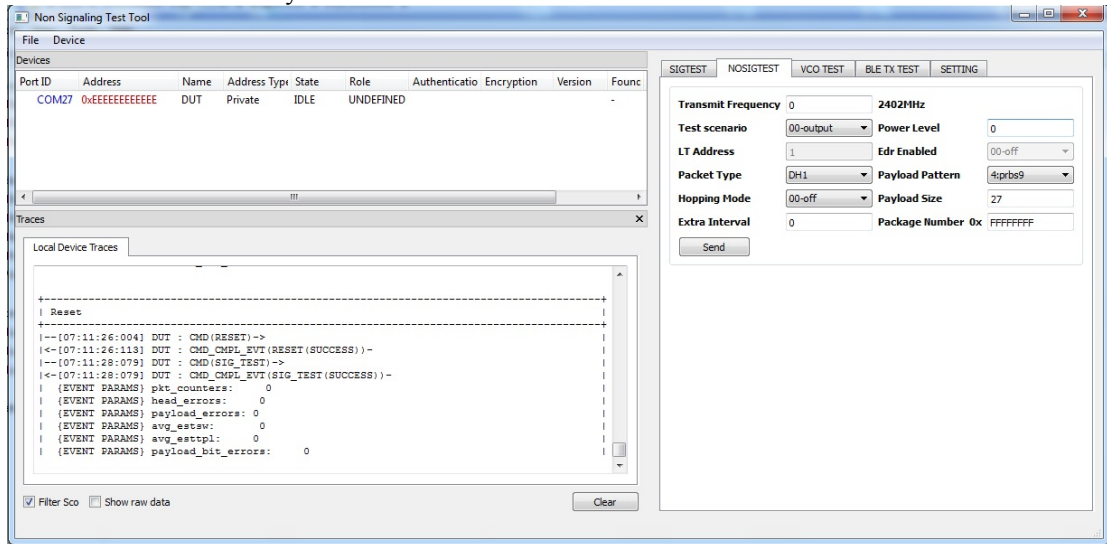 Non Signaling Test Tool
File Device
Devices
Port ID Address Name Address Type State Role Authenticatio Encryption Version Founc
COM27 0xEEEEEEEEEEEE DUT Private IDLE UNDEFINED -
Traces
Local Device Traces
+----------------------------------------------------------------------------------------+
| Reset |
+----------------------------------------------------------------------------------------+
|--[07:11:26:004] DUT : CMD(RESET)-> |
|<-[07:11:26:113] DUT : CMD_CMPL_EVT(RESET(SUCCESS))- |
|--[07:11:28:079] DUT : CMD(SIG_TEST)-> |
|<-[07:11:28:079] DUT : CMD_CMPL_EVT(SIG_TEST(SUCCESS))- |
| {EVENT PARAMS} pkt_counters: 0 |
| {EVENT PARAMS} head_errors: 0 |
| {EVENT PARAMS} payload_errors: 0 |
| {EVENT PARAMS} avg_estsw: 0 |
| {EVENT PARAMS} avg_esttpl: 0 |
| {EVENT PARAMS} payload_bit_errors: 0 |
Filter Sco Show raw data Clear
SIGTEST NOSIGTEST VCO TEST BLE TX TEST SETTING
Transmit Frequency 0 2402MHz
Test scenario 00-output Power Level 0
LT Address 1 Edr Enabled 00-off
Packet Type DH1 Payload Pattern 4:prbs9
Hopping Mode 00-off Payload Size 27
Extra Interval 0 Package Number 0x FFFFFFFF
Send